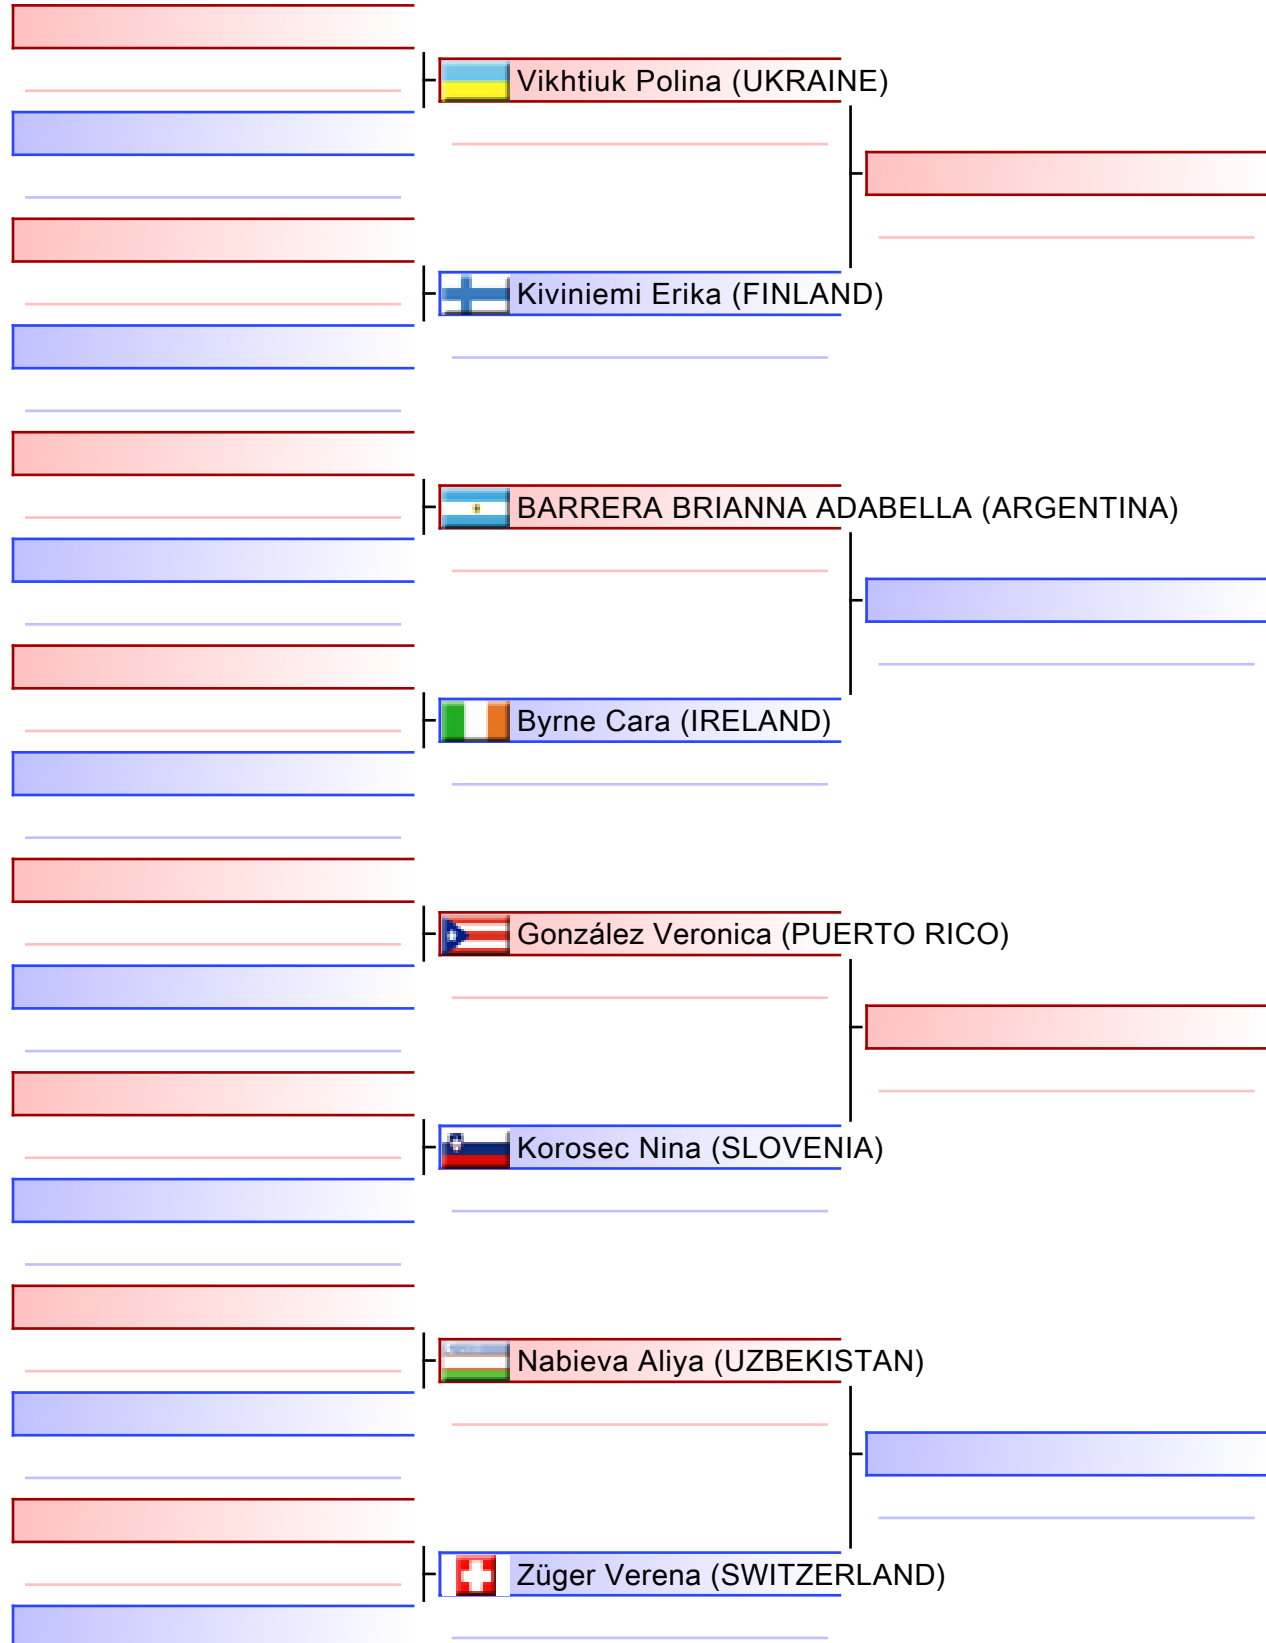 Vikhtiuk Polina (UKRAINE)
Kiviniemi Erika (FINLAND)
BARRERA BRIANNA ADABELLA (ARGENTINA)
Byrne Cara (IRELAND)
González Veronica (PUERTO RICO)
Korosec Nina (SLOVENIA)
Nabieva Aliya (UZBEKISTAN)
Züger Verena (SWITZERLAND)